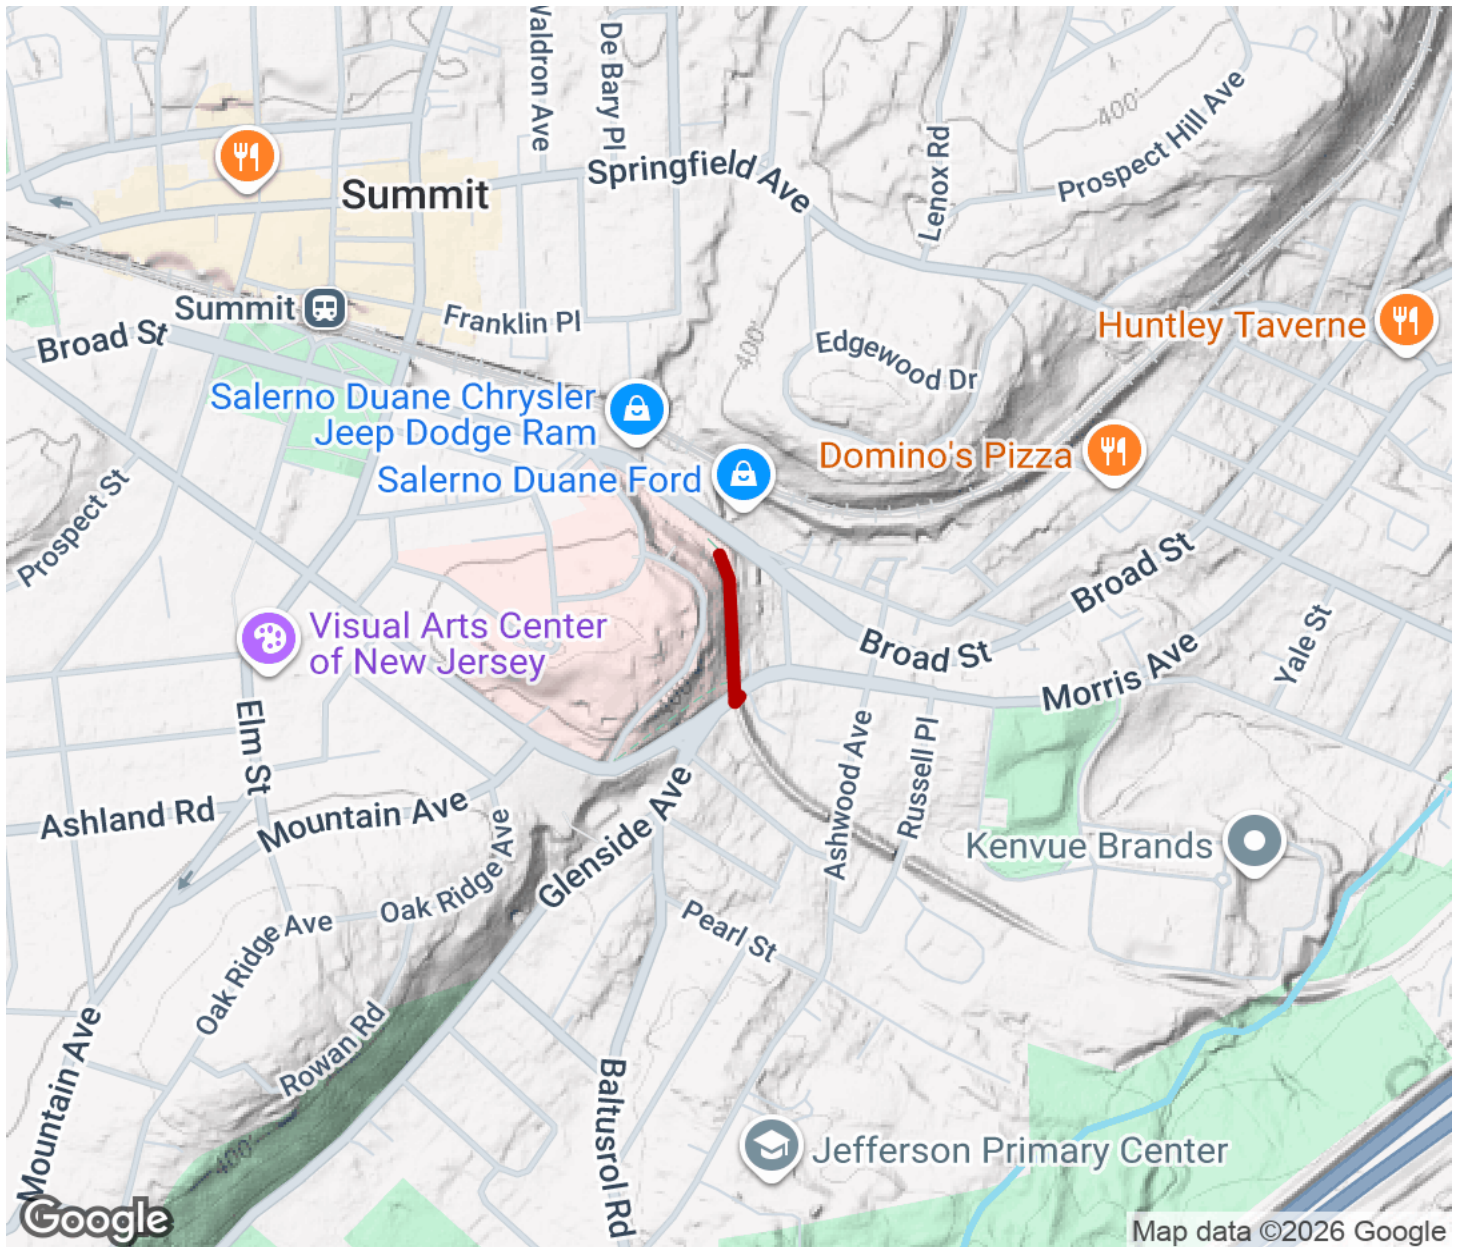 Waldron Ave
De Bary Pl
Springfield Ave
Lenox Rd
400'
Prospect Hill Ave
Summit
Summit
Franklin Pl
Broad St
400'
Edgewood Dr
Huntley Taverne
Salerno Duane Chrysler
Jeep Dodge Ram
Salerno Duane Ford
Domino's Pizza
Prospect St
Broad St
Visual Arts Center
of New Jersey
Broad St
Morris Ave
Yale St
Elm St
Ashland Rd
Mountain Ave
Oak Ridge Ave
Glenside Ave
Ashwood Ave
Russell Pl
Kenvue Brands
Oak Ridge Ave
Pearl St
Rowan Rd
Mountain Ave
400'
Baltusrol Rd
Jefferson Primary Center
Google
Map data ©2026 Google